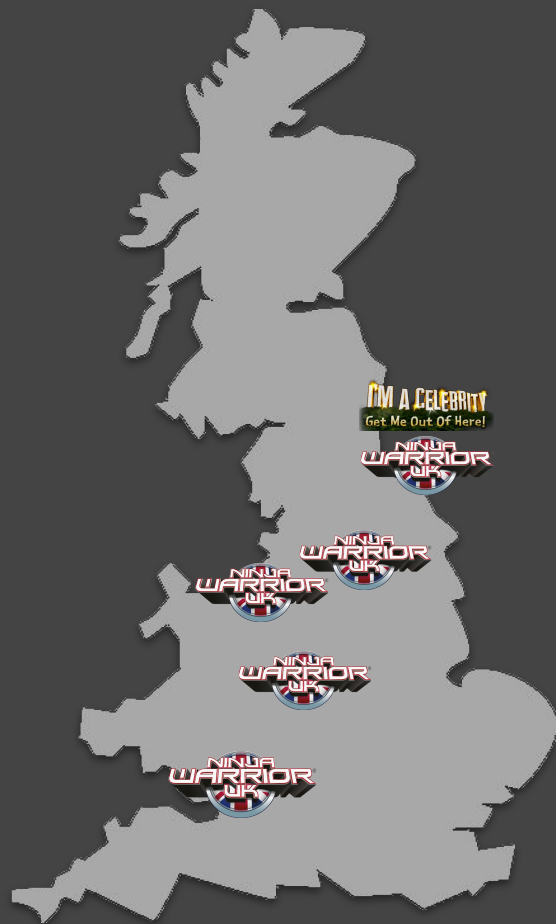 I'M A CELEBRITY
Get Me Out Of Here!
NINJA
WARRIOR
UK
NINJA
WARRIOR
UK
NINJA
WARRIOR
UK
NINJA
WARRIOR
UK
NINJA
WARRIOR
UK